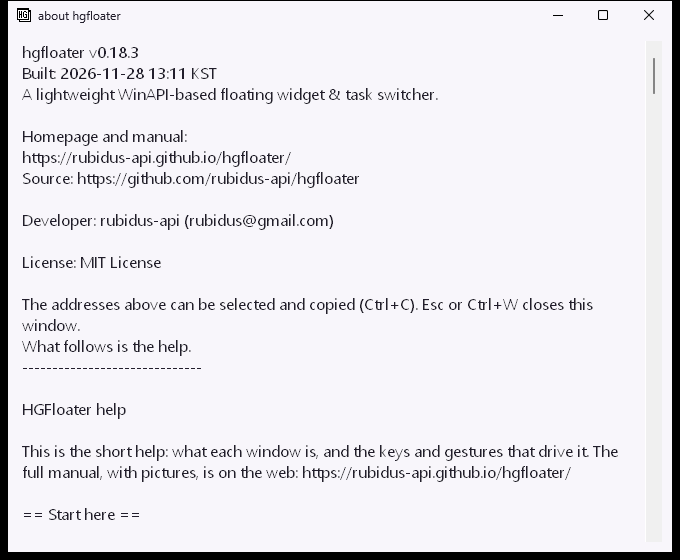 HG about hgfloater
hgfloater v0.18.3
Built: 2026-11-28 13:11 KST
A lightweight WinAPI-based floating widget & task switcher.
Homepage and manual:
https://rubidus-api.github.io/hgfloater/
Source: https://github.com/rubidus-api/hgfloater
Developer: rubidus-api (rubidus@gmail.com)
License: MIT License
The addresses above can be selected and copied (Ctrl+C). Esc or Ctrl+W closes this
window.
What follows is the help.
------------------------------
HGFloater help
This is the short help: what each window is, and the keys and gestures that drive it. The
full manual, with pictures, is on the web: https://rubidus-api.github.io/hgfloater/
== Start here ==